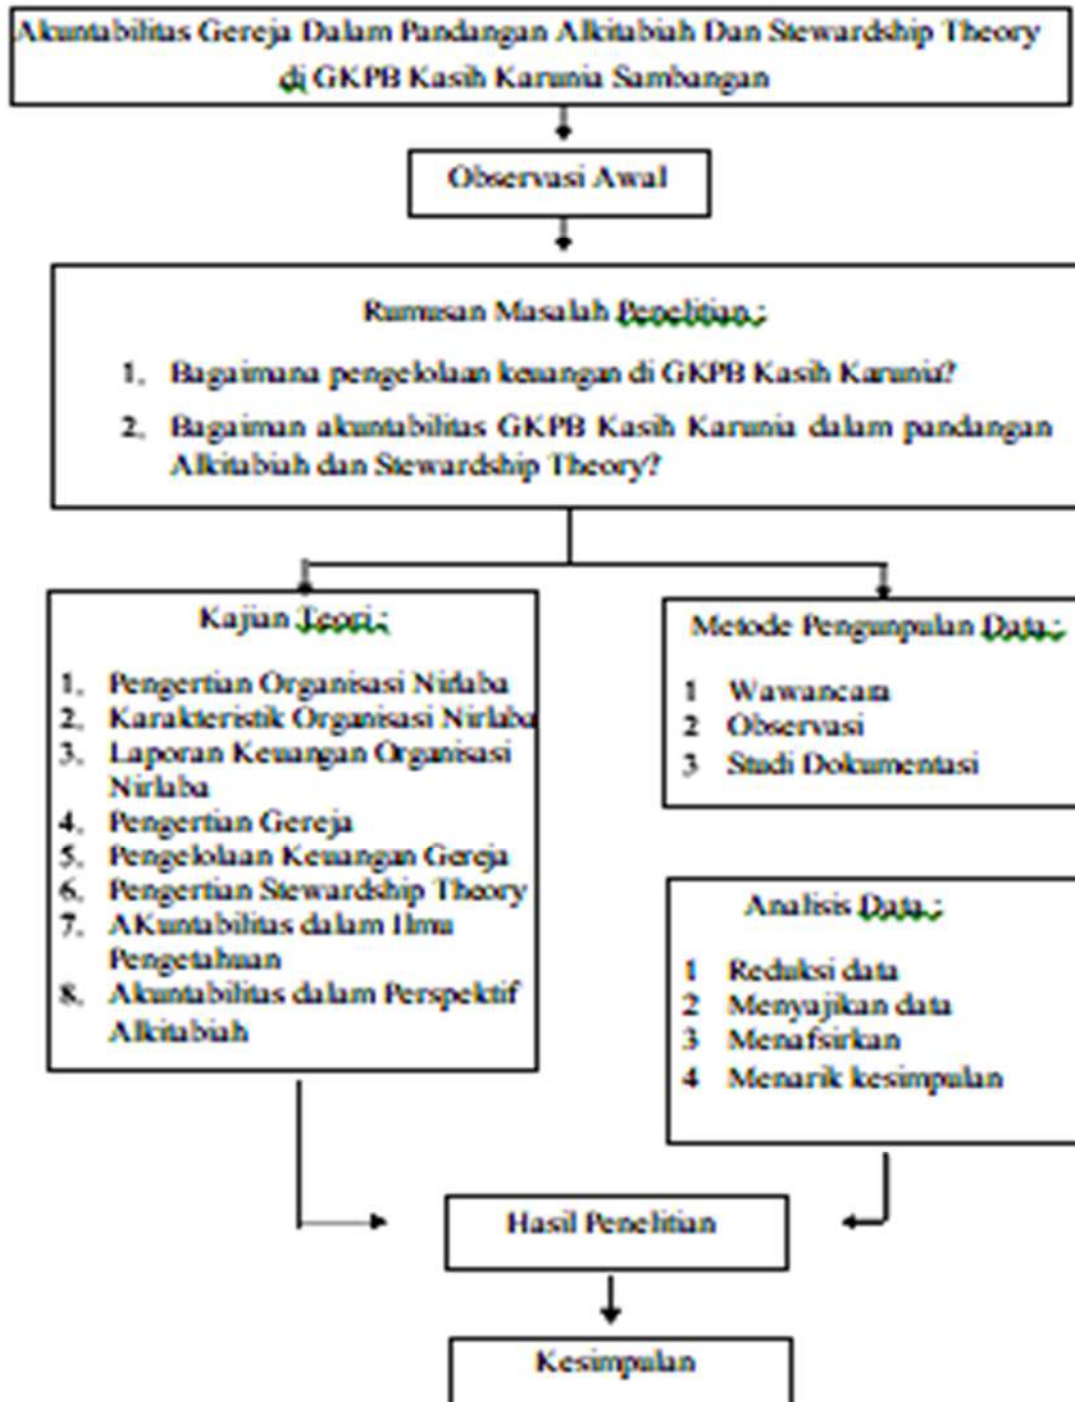 Akuntabilitas Gereja Dalam Pandangan Alkitabiah Dan Stewardship Theory
di GKPB Kasih Karunia Sambangan
Observasi Awal
Rumusan Masalah Penelitian :
1. Bagaimana pengelolaan keuangan di GKPB Kasih Karunia?
2. Bagaiman akuntabilitas GKPB Kasih Karunia dalam pandangan
Alkitabiah dan Stewardship Theory?
Kajian Teori :
1. Pengertian Organisasi Nirlaba
2. Karakteristik Organisasi Nirlaba
3. Laporan Keuangan Organisasi
Nirlaba
4. Pengertian Gereja
5. Pengelolaan Keuangan Gereja
6. Pengertian Stewardship Theory
7. AKuntabilitas dalam Ilmu
Pengetahuan
8. Akuntabilitas dalam Perspektif
Alkitabiah
Metode Pengunpulan Data :
1 Wawancara
2 Observasi
3 Studi Dokumentasi
Analisis Data :
1 Reduksi data
2 Menyajikan data
3 Menafsirkan
4 Menarik kesimpulan
Hasil Penelitian
Kesimpulan